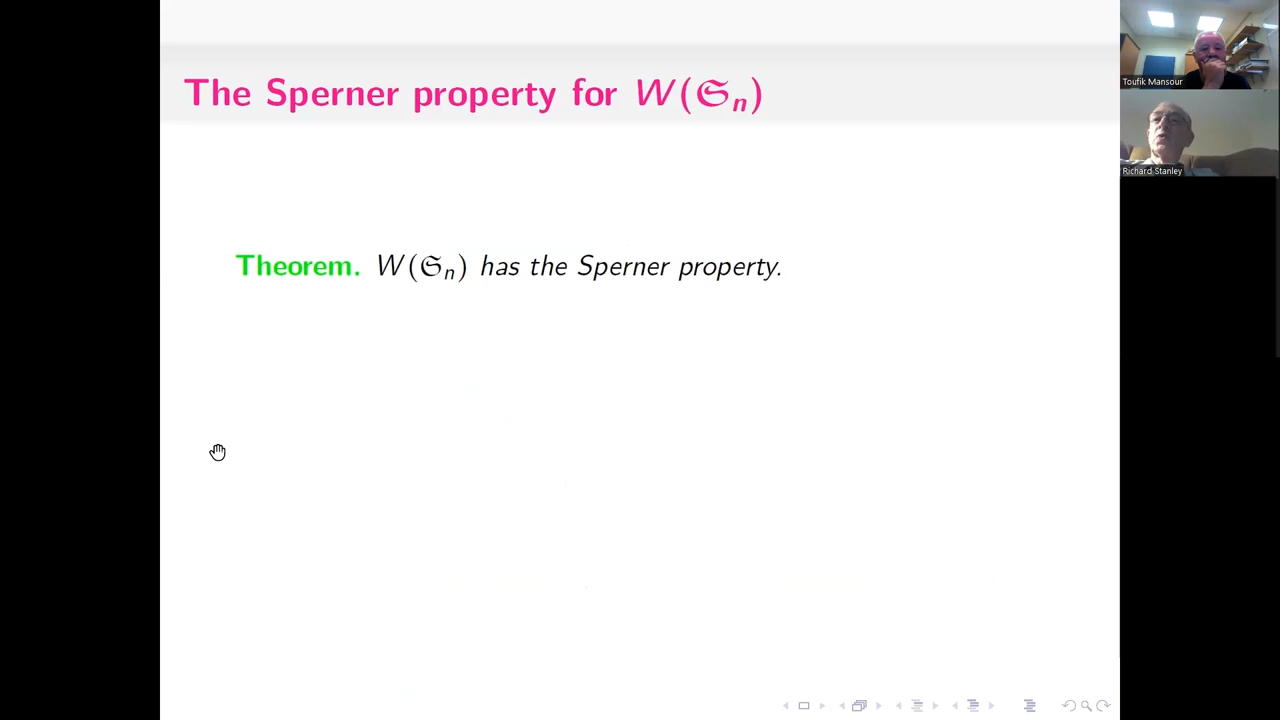 The Sperner property for W(𝔖ₙ)
Theorem. W(𝔖ₙ) has the Sperner property.
Toufik Mansour
Richard Stanley